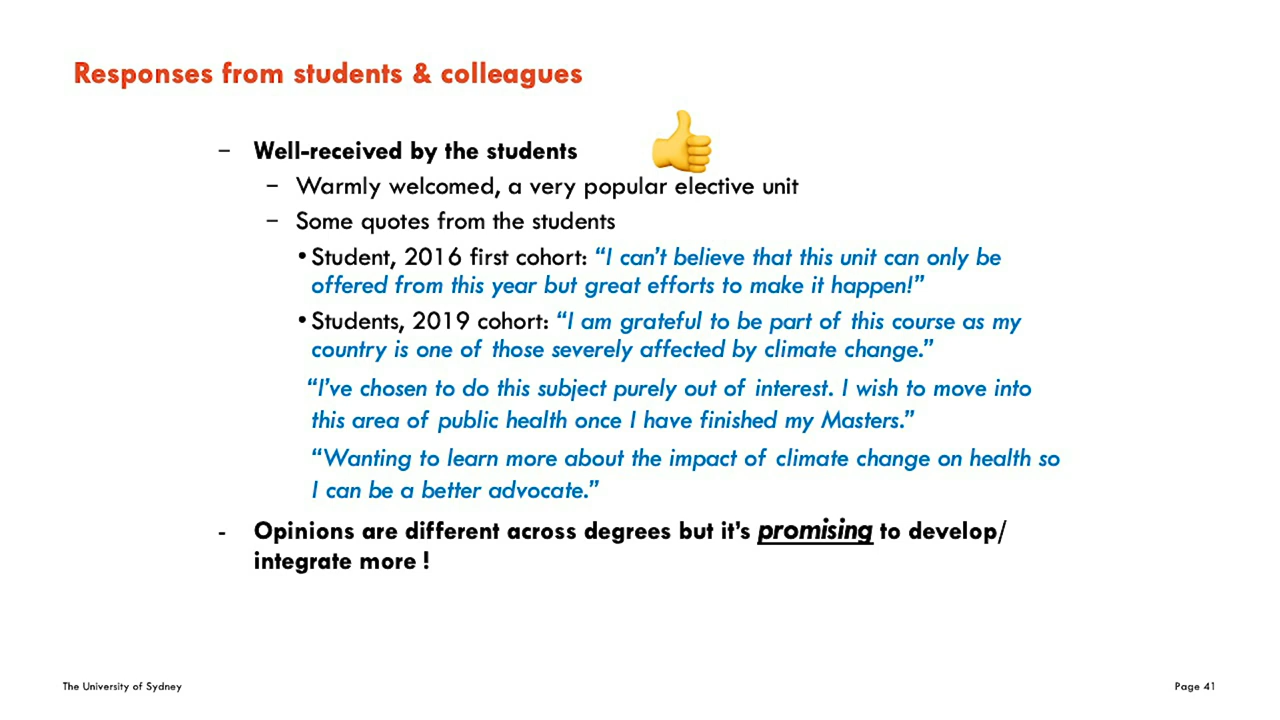 Responses from students & colleagues
– Well-received by the students
– Warmly welcomed, a very popular elective unit
– Some quotes from the students
• Student, 2016 first cohort: “I can’t believe that this unit can only be
offered from this year but great efforts to make it happen!”
• Students, 2019 cohort: “I am grateful to be part of this course as my
country is one of those severely affected by climate change.”
“I’ve chosen to do this subject purely out of interest. I wish to move into
this area of public health once I have finished my Masters.”
“Wanting to learn more about the impact of climate change on health so
I can be a better advocate.”
- Opinions are different across degrees but it’s promising to develop/
integrate more !
The University of Sydney
Page 41